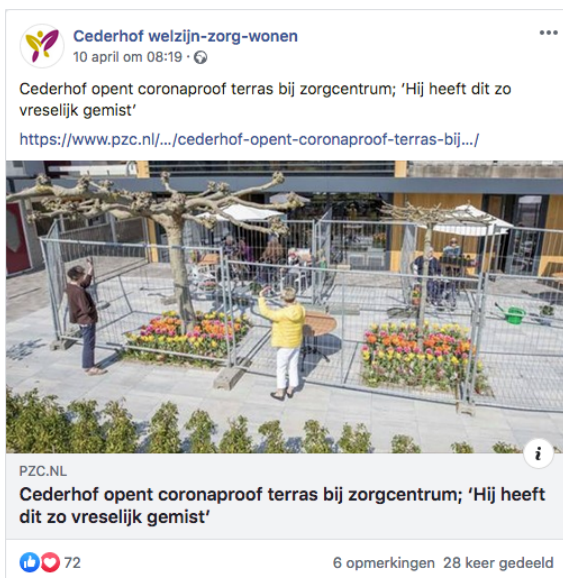 Cederhof welzijn-zorg-wonen
10 april om 08:19 ·
Cederhof opent coronaproof terras bij zorgcentrum; ‘Hij heeft dit zo
vreselijk gemist’
https://www.pzc.nl/.../cederhof-opent-coronaproof-terras-bij.../
i
PZC.NL
Cederhof opent coronaproof terras bij zorgcentrum; ‘Hij heeft
dit zo vreselijk gemist’
72
6 opmerkingen 28 keer gedeeld